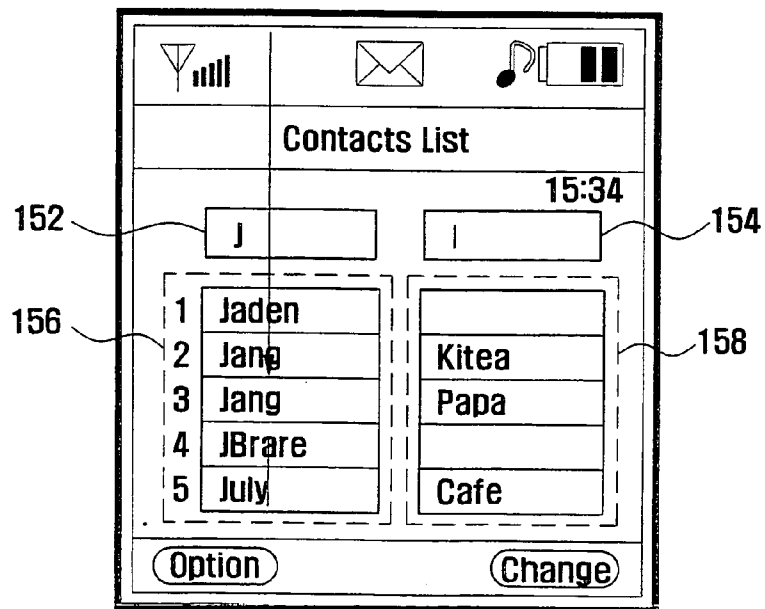 Contacts List
15:34
152 J | 154
156 1 Jaden
2 Jang Kitea 158
3 Jang Papa
4 JBrare
5 July Cafe
Option Change